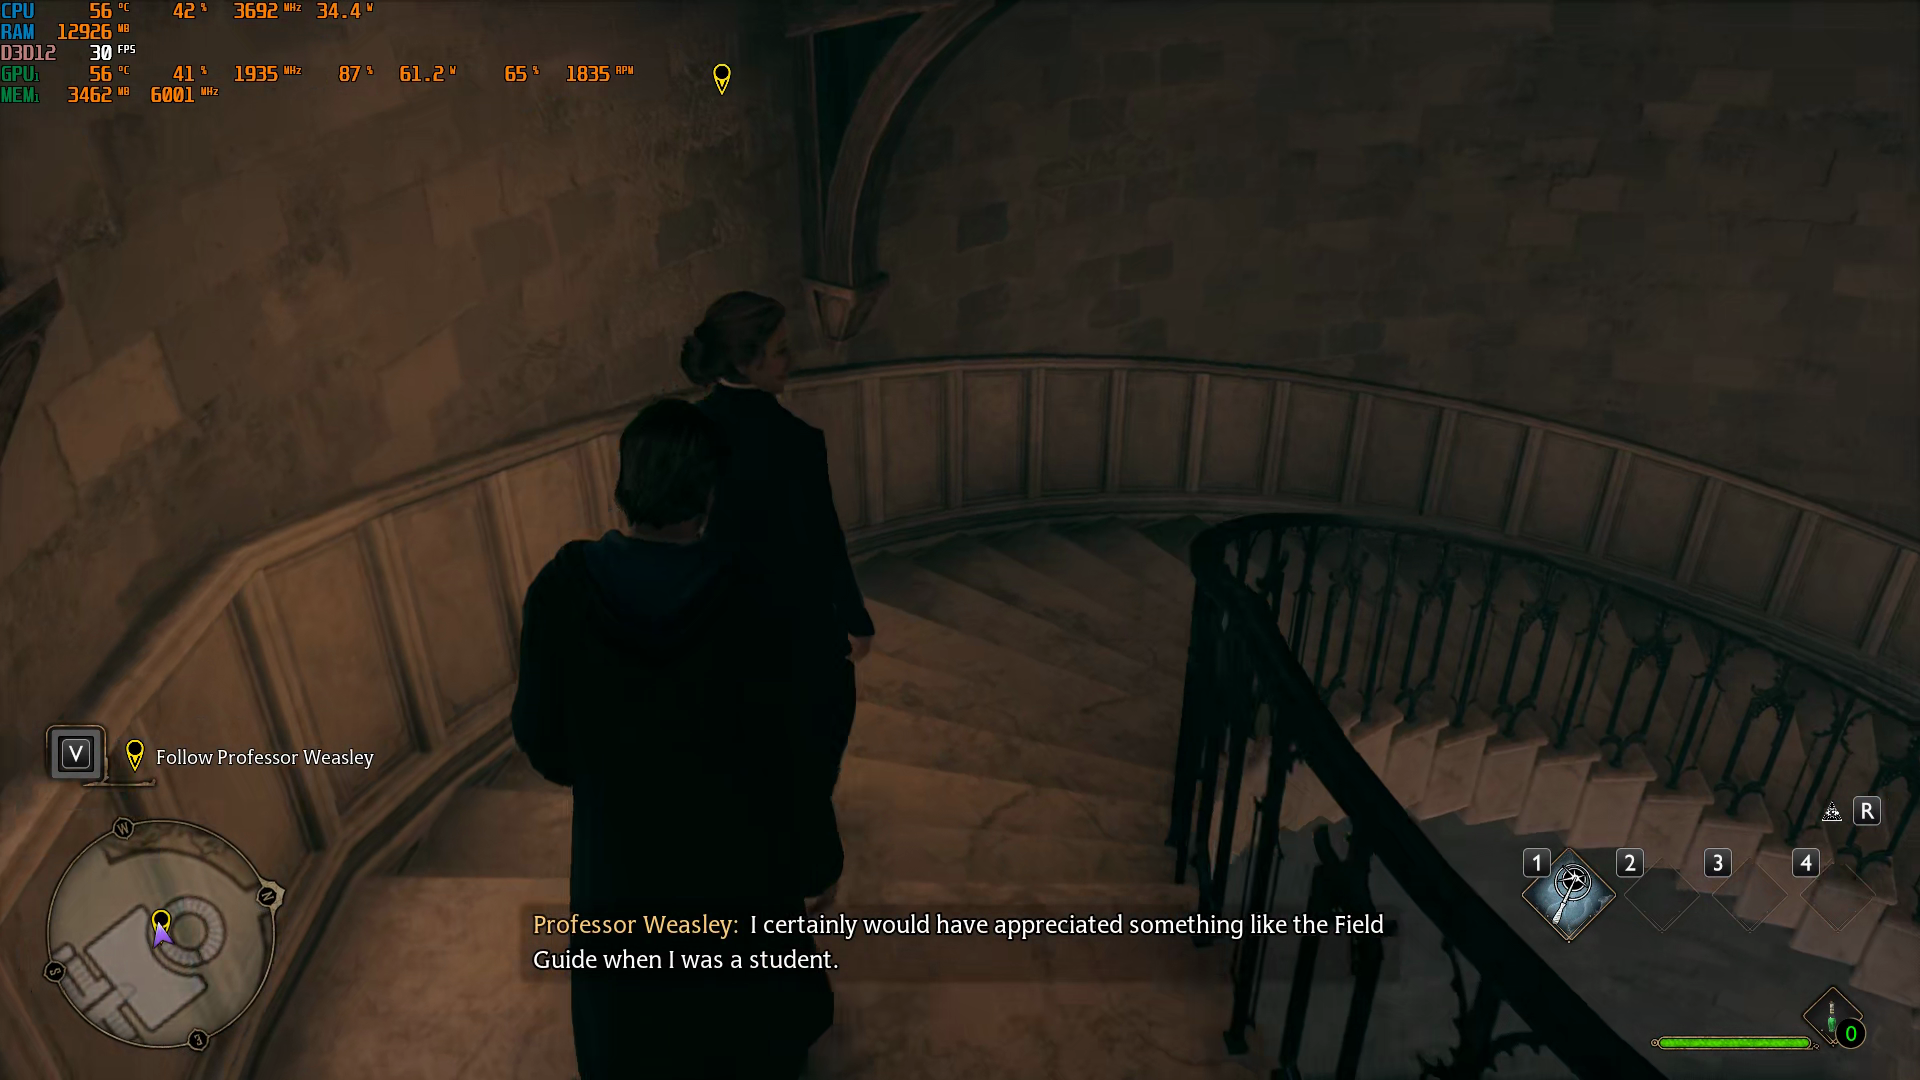 CPU 56 °C 42 % 3692 MHz 34.4 W
RAM 12926 MB
D3D12 30 FPS
GPU1 56 °C 41 % 1935 MHz 87 % 61.2 W 65 % 1835 RPM
MEM1 3462 MB 6001 MHz
V Follow Professor Weasley
R
1 2 3 4
W
N
S
E
Professor Weasley: I certainly would have appreciated something like the Field
Guide when I was a student.
0